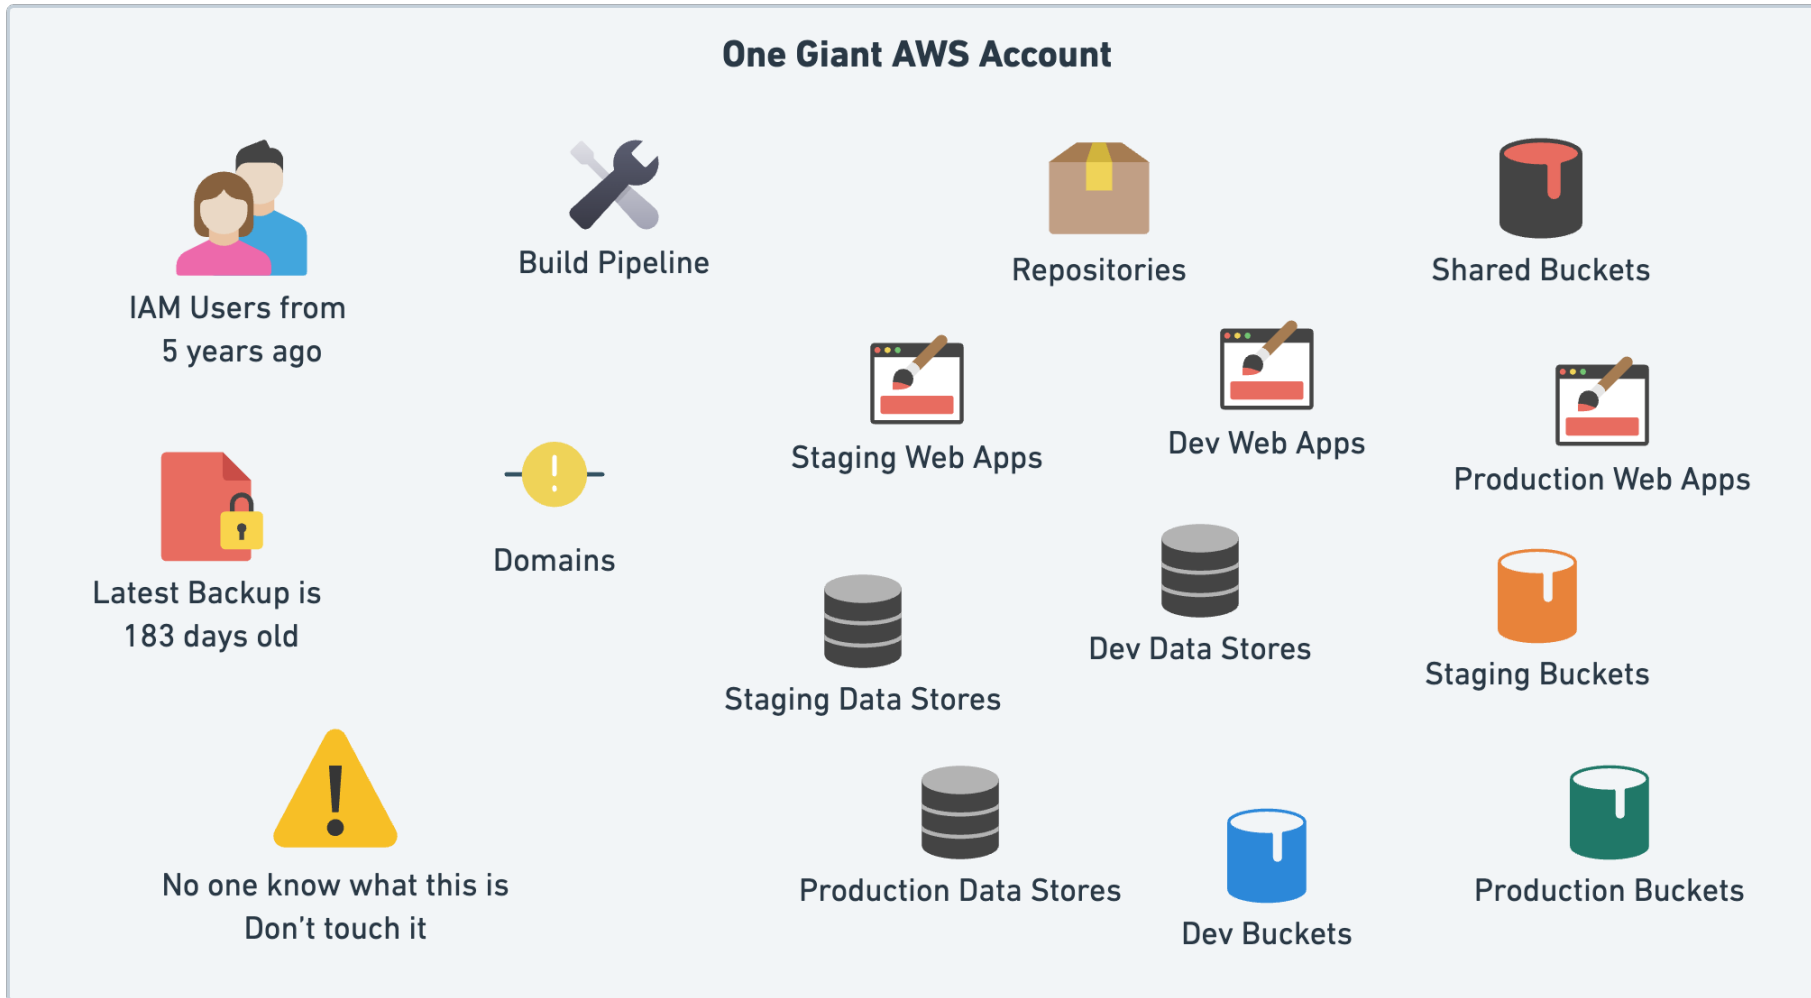 One Giant AWS Account
IAM Users from
5 years ago
Build Pipeline
Repositories
Shared Buckets
Staging Web Apps
Dev Web Apps
Production Web Apps
Latest Backup is
183 days old
Domains
Staging Data Stores
Dev Data Stores
Staging Buckets
No one know what this is
Don't touch it
Production Data Stores
Dev Buckets
Production Buckets